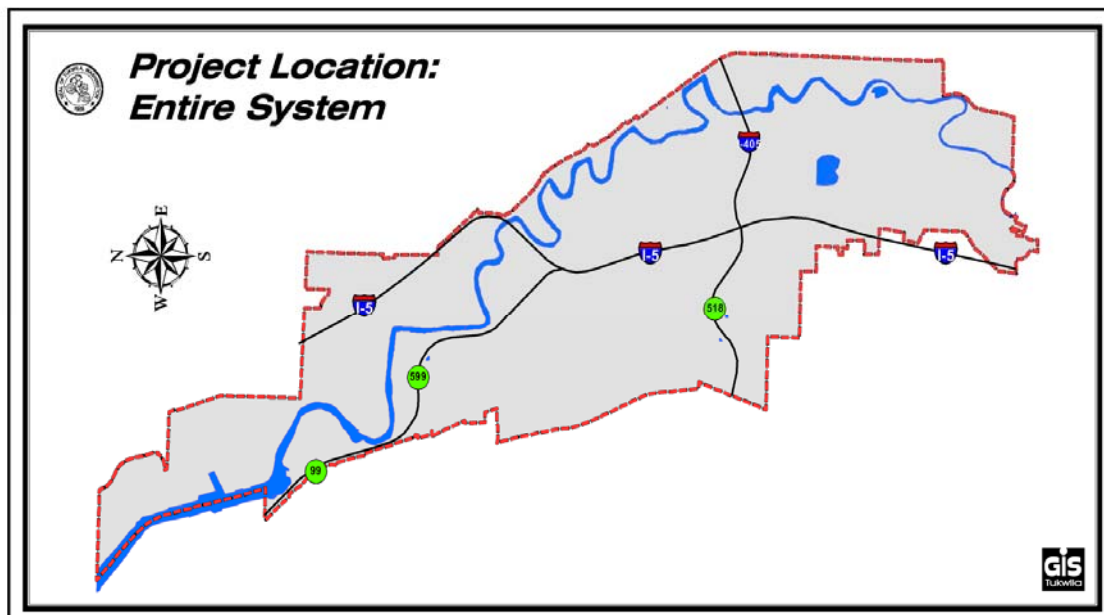 Project Location:
Entire System
E
N
S
W
-405
I-5
I-5
I-5
518
599
99
GIS
Tukwila